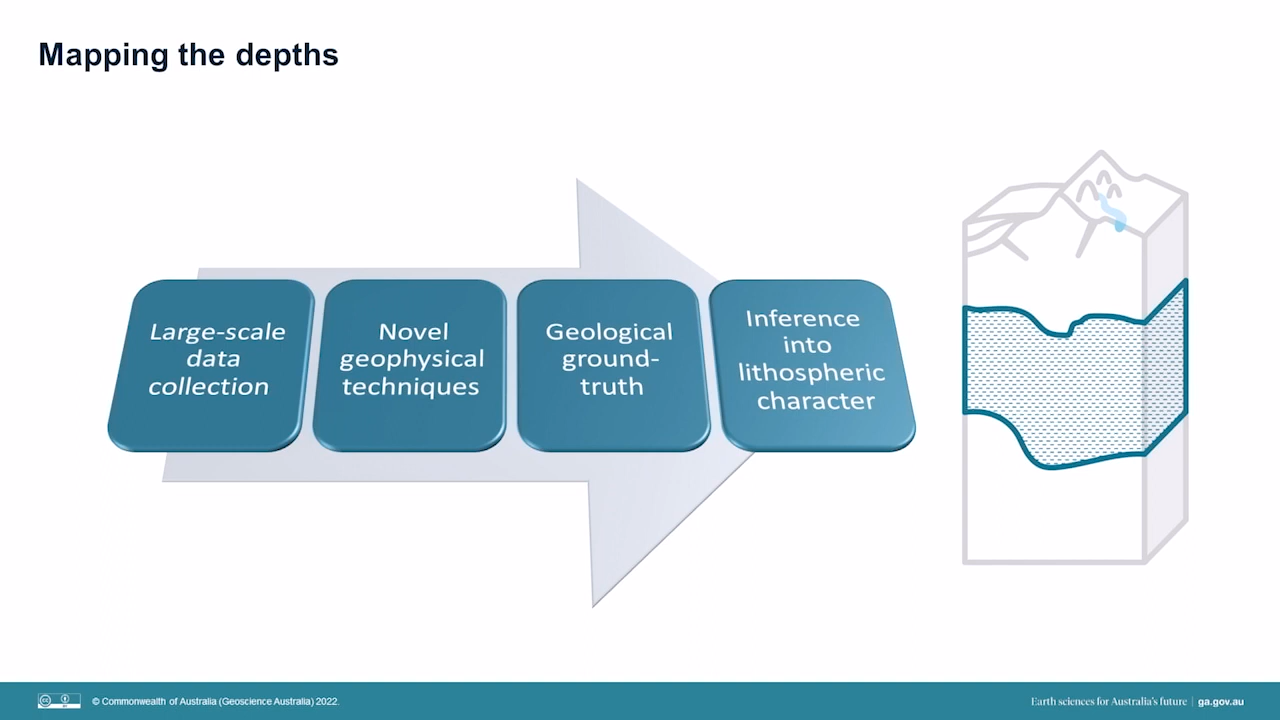 Mapping the depths
Large-scale
data
collection
Novel
geophysical
techniques
Geological
ground-
truth
Inference
into
lithospheric
character
© Commonwealth of Australia (Geoscience Australia) 2022.
Earth sciences for Australia's future | ga.gov.au